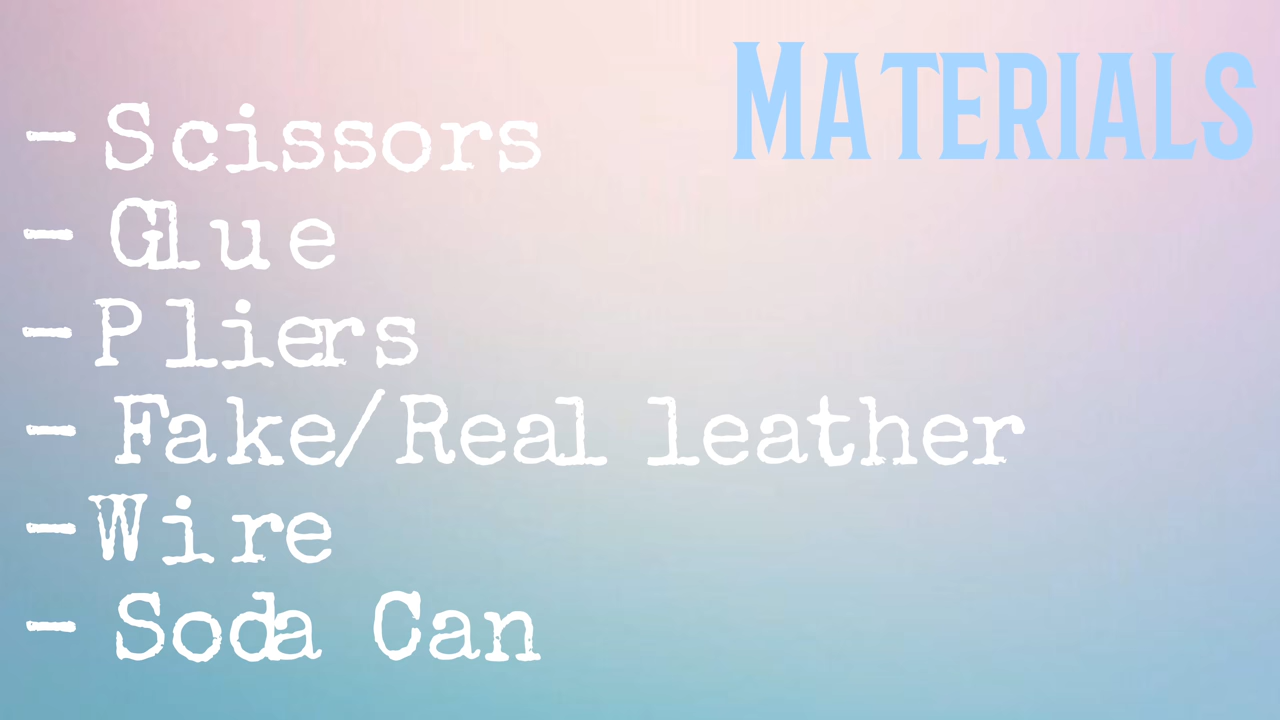 Materials
- Scissors
- Glue
- Pliers
- Fake/Real leather
- Wire
- Soda Can